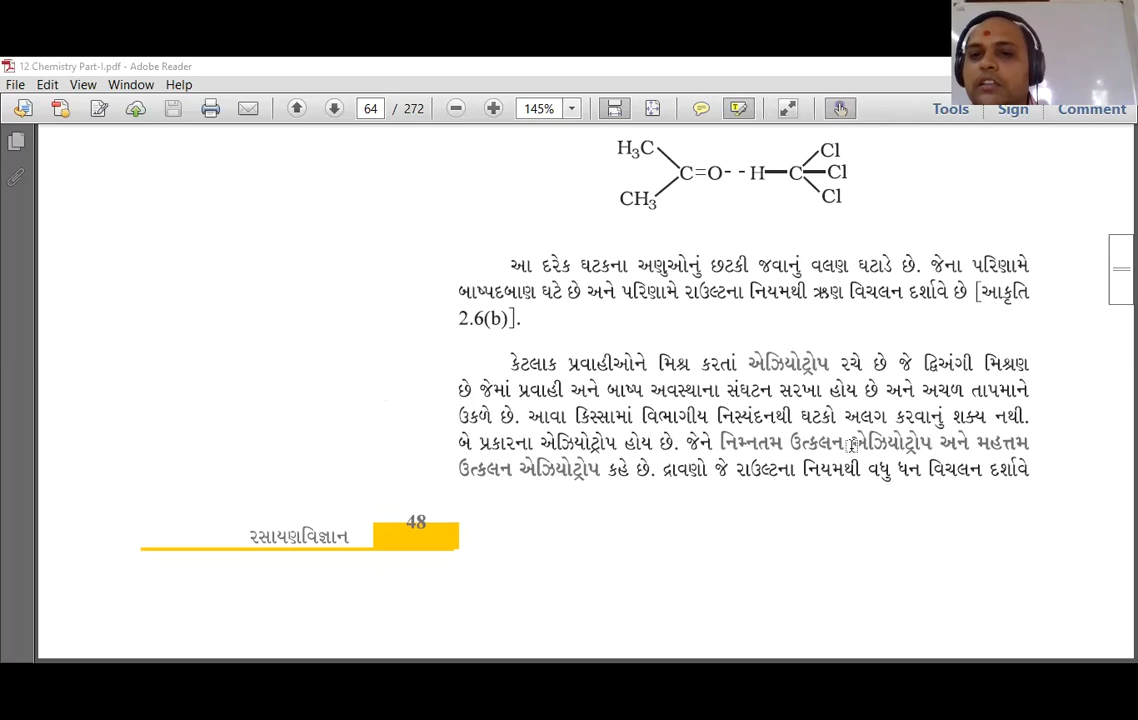 12 Chemistry Part-I.pdf - Adobe Reader
File Edit View Window Help
64 / 272 145% Tools Sign Comment
H3C Cl
C=O- - H—C—Cl
CH3 Cl
આ દરેક ઘટકના અણુઓનું છટકી જવાનું વલણ ઘટાડે છે. જેના પરિણામે
બાષ્પદબાણ ઘટે છે અને પરિણામે રાઉલ્ટના નિયમથી ઋણ વિચલન દર્શાવે છે [આકૃતિ
2.6(b)].
કેટલાક પ્રવાહીઓને મિશ્ર કરતાં એઝિયોટ્રોપ રચે છે જે દ્વિઅંગી મિશ્રણ
છે જેમાં પ્રવાહી અને બાષ્પ અવસ્થાના સંઘટન સરખા હોય છે અને અચળ તાપમાને
ઉકળે છે. આવા કિસ્સામાં વિભાગીય નિસ્યંદનથી ઘટકો અલગ કરવાનું શક્ય નથી.
બે પ્રકારના એઝિયોટ્રોપ હોય છે. જેને નિમ્નતમ ઉત્કલન એઝિયોટ્રોપ અને મહત્તમ
ઉત્કલન એઝિયોટ્રોપ કહે છે. દ્રાવણો જે રાઉલ્ટના નિયમથી વધુ ધન વિચલન દર્શાવે
રસાયણવિજ્ઞાન 48